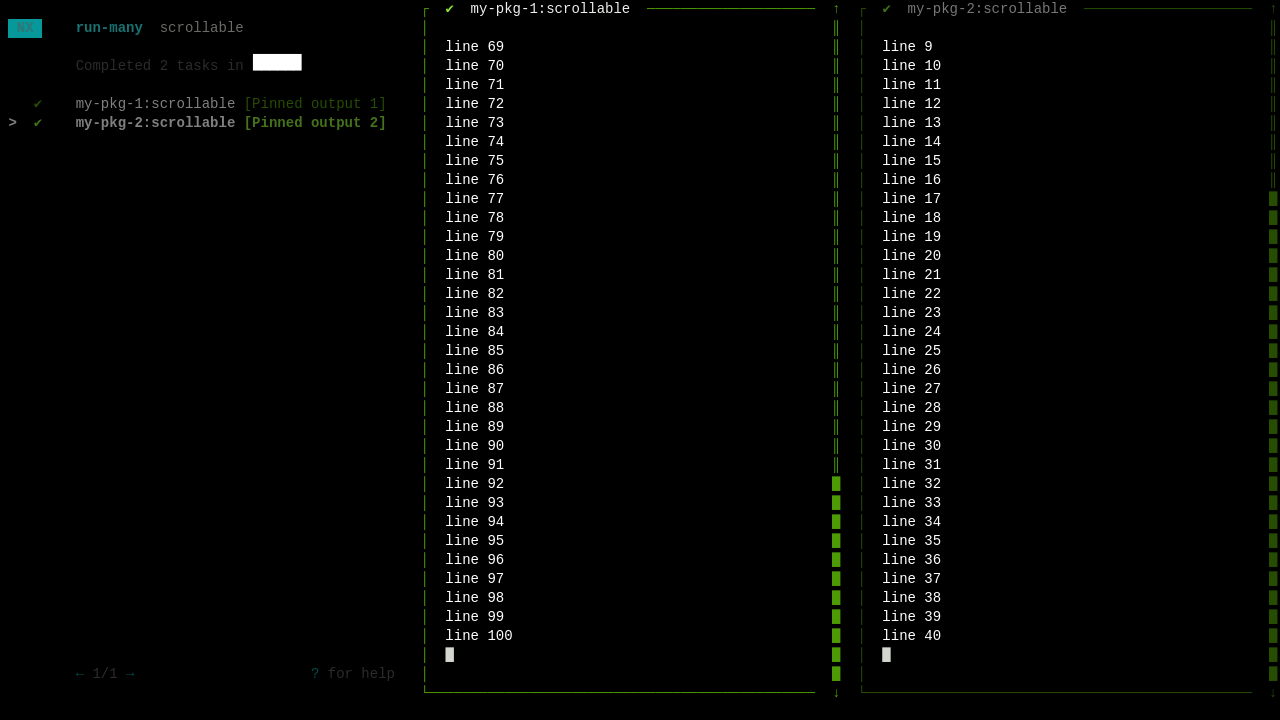 NX run-many scrollable
Completed 2 tasks in
✔ my-pkg-1:scrollable [Pinned output 1]
> ✔ my-pkg-2:scrollable [Pinned output 2]
← 1/1 → ? for help
✔ my-pkg-1:scrollable
line 69
line 70
line 71
line 72
line 73
line 74
line 75
line 76
line 77
line 78
line 79
line 80
line 81
line 82
line 83
line 84
line 85
line 86
line 87
line 88
line 89
line 90
line 91
line 92
line 93
line 94
line 95
line 96
line 97
line 98
line 99
line 100
✔ my-pkg-2:scrollable
line 9
line 10
line 11
line 12
line 13
line 14
line 15
line 16
line 17
line 18
line 19
line 20
line 21
line 22
line 23
line 24
line 25
line 26
line 27
line 28
line 29
line 30
line 31
line 32
line 33
line 34
line 35
line 36
line 37
line 38
line 39
line 40